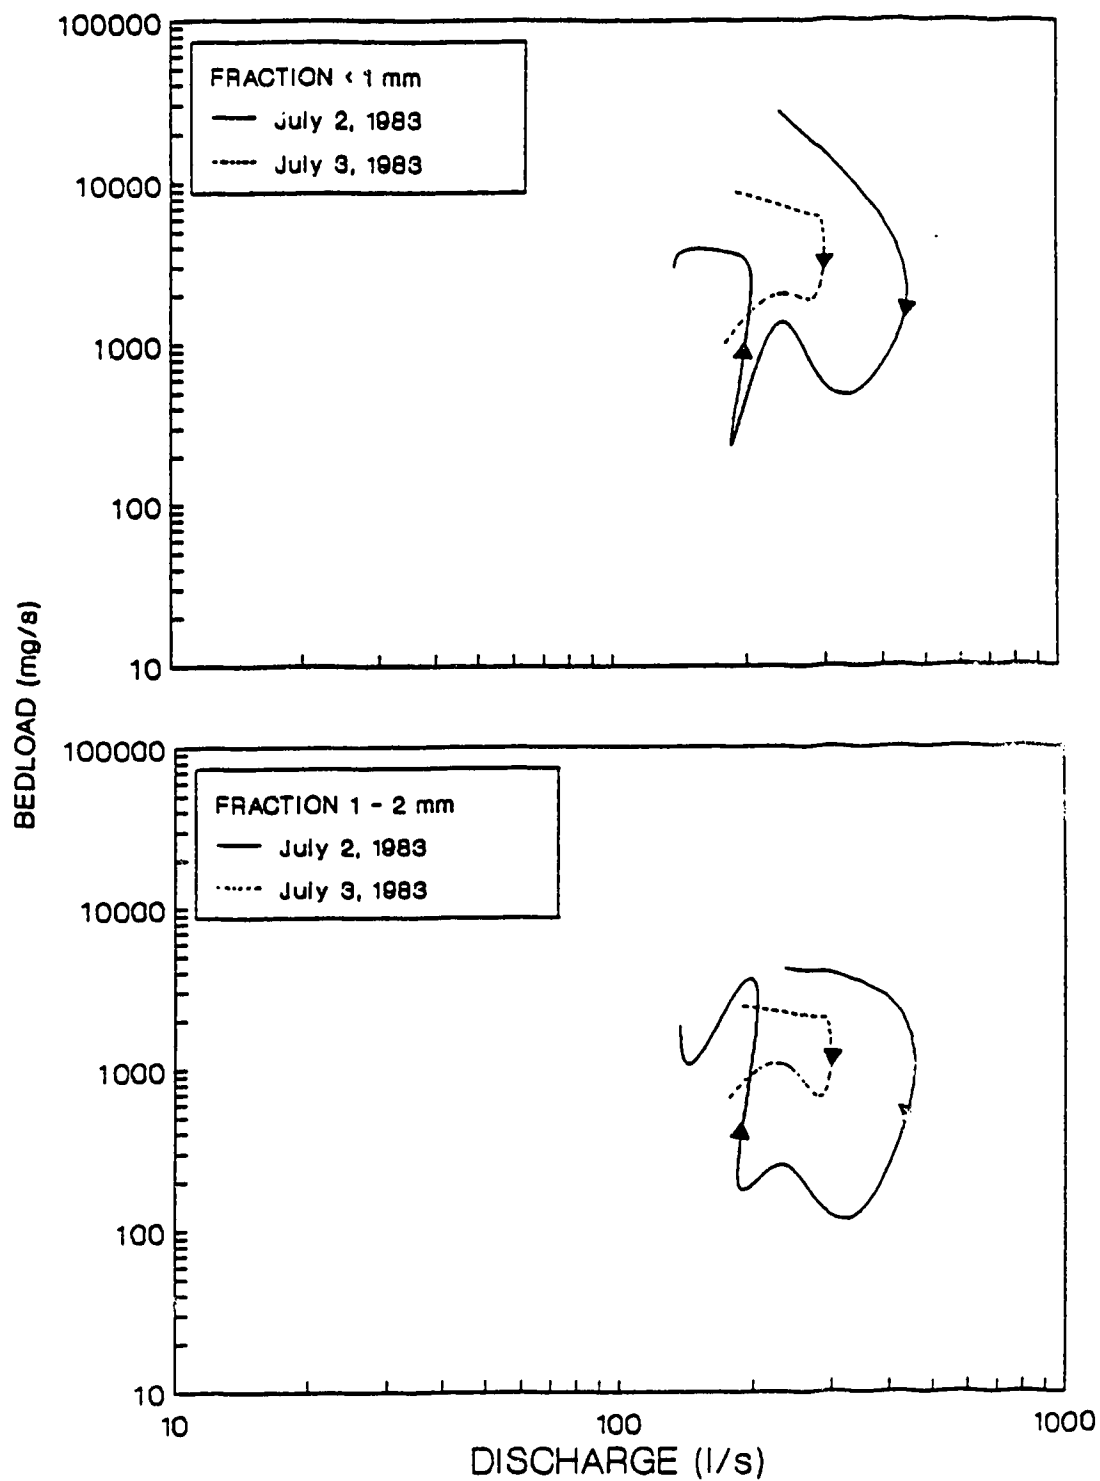 100000
FRACTION < 1 mm
July 2, 1983
July 3, 1983
10000
1000
100
10
BEDLOAD (mg/s)
100000
FRACTION 1 - 2 mm
July 2, 1983
July 3, 1983
10000
1000
100
10
10 100 1000
DISCHARGE (l/s)